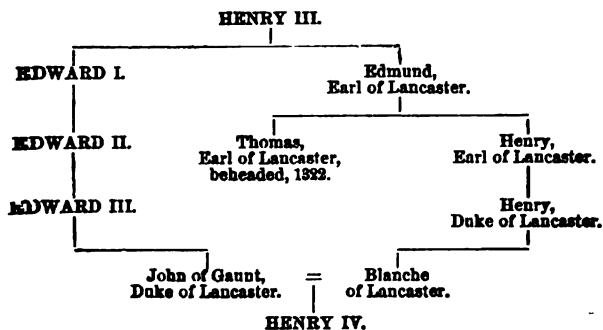 HENRY III.
EDWARD I.
Edmund,
Earl of Lancaster.
EDWARD II.
Thomas,
Earl of Lancaster,
beheaded, 1322.
Henry,
Earl of Lancaster.
EDWARD III.
Henry,
Duke of Lancaster.
John of Gaunt,
Duke of Lancaster.
=
Blanche
of Lancaster.
HENRY IV.